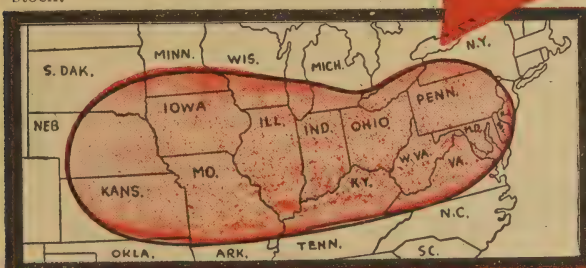 N.Y.
MINN.
WIS.
MICH.
S. DAK.
PENN.
IOWA
NEB
ILL.
IND.
OHIO
M.D.
W.VA.
VA.
MO.
KANS.
KY.
N.C.
OKLA.
ARK.
TENN.
SC.